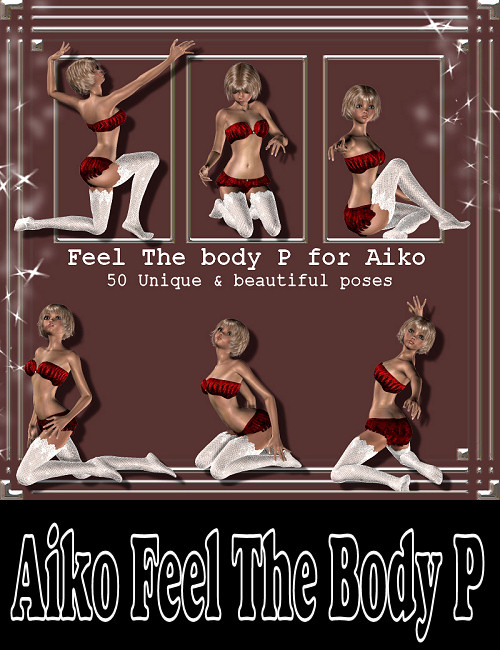 Feel The body P for Aiko
50 Unique & beautiful poses
Aiko Feel The Body P